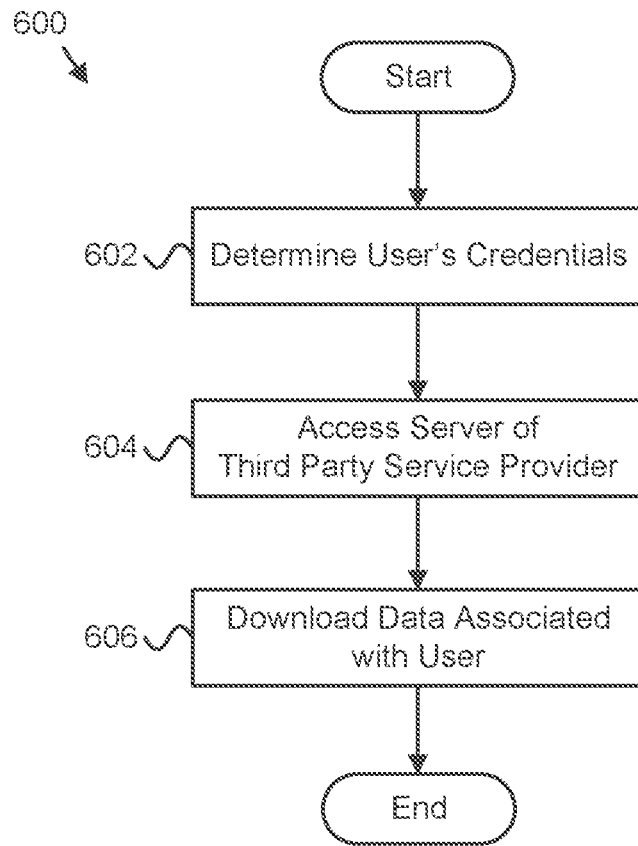 600
Start
602
Determine User's Credentials
604
Access Server of
Third Party Service Provider
606
Download Data Associated
with User
End